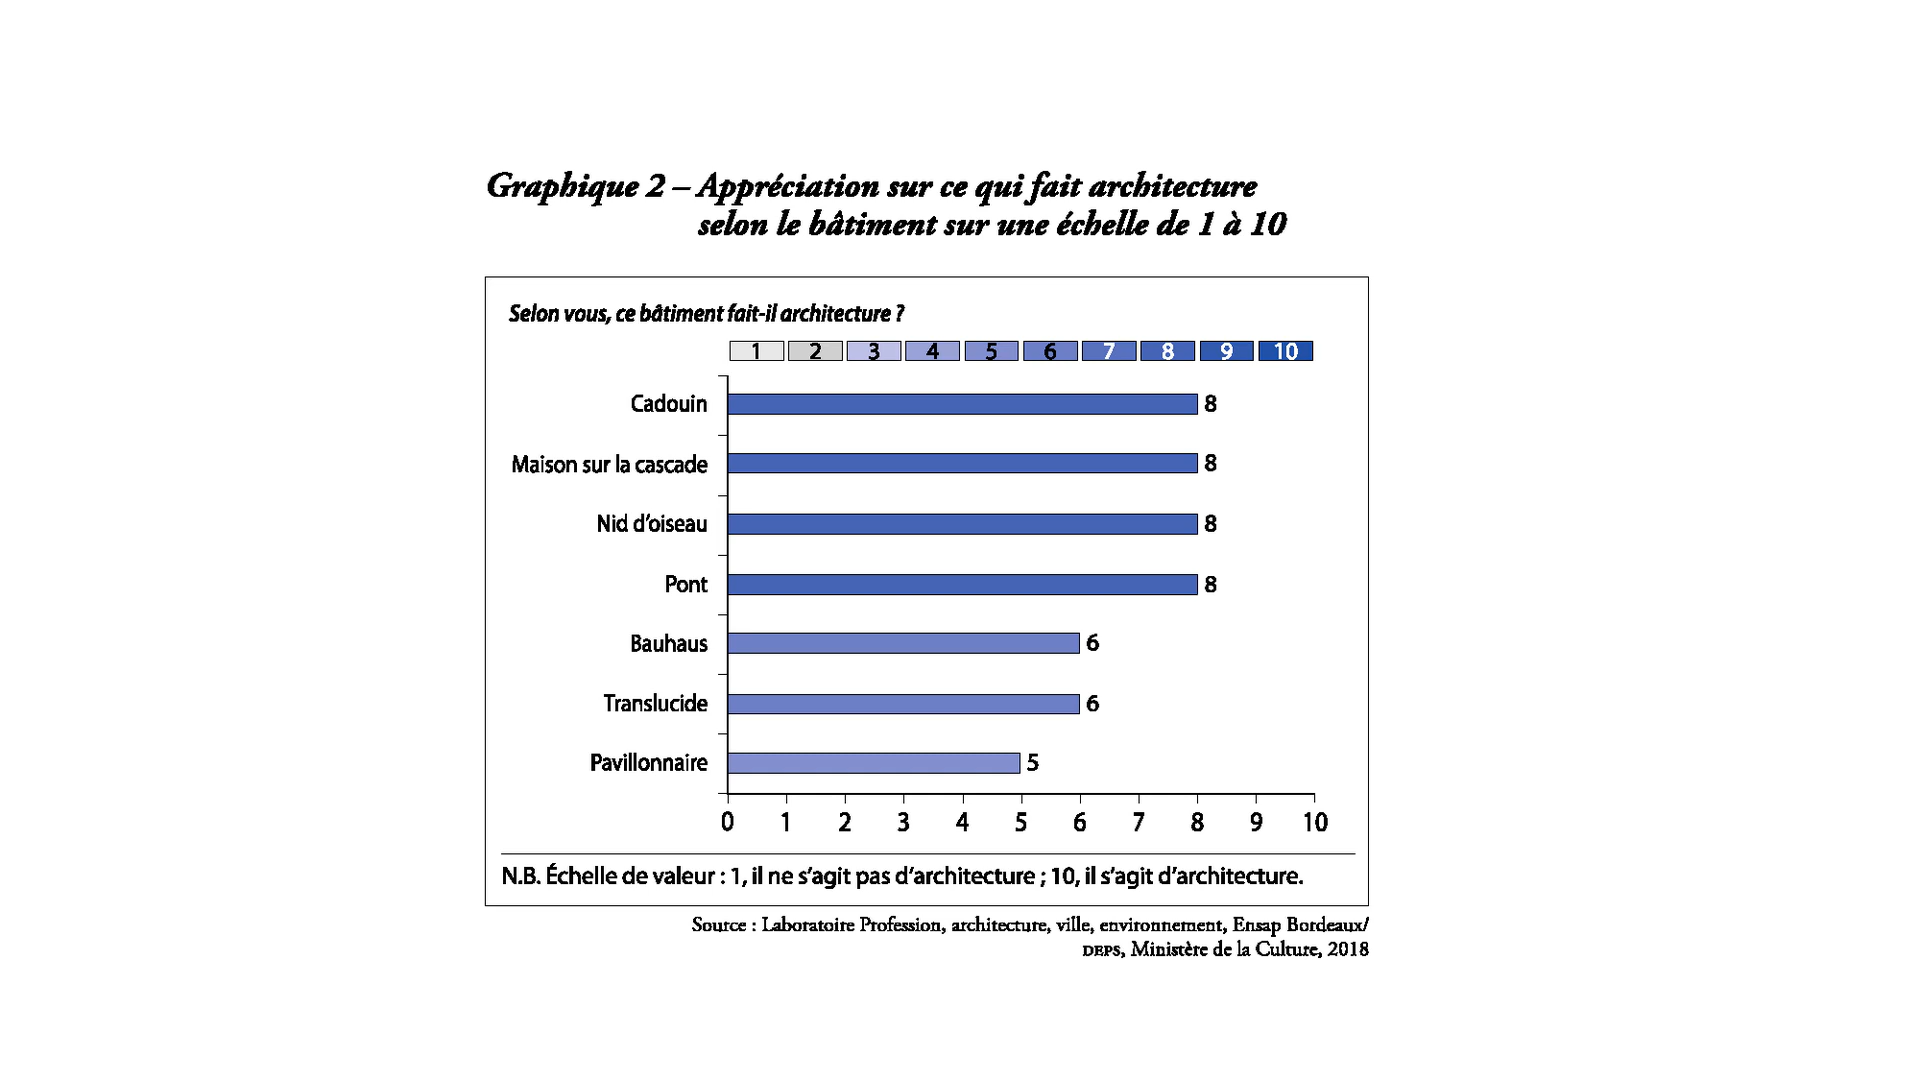 Graphique 2 – Appréciation sur ce qui fait architecture
selon le bâtiment sur une échelle de 1 à 10
Selon vous, ce bâtiment fait-il architecture ?
1 2 3 4 5 6 7 8 9 10
Cadouin 8
Maison sur la cascade 8
Nid d’oiseau 8
Pont 8
Bauhaus 6
Translucide 6
Pavillonnaire 5
0 1 2 3 4 5 6 7 8 9 10
N.B. Échelle de valeur : 1, il ne s’agit pas d’architecture ; 10, il s’agit d’architecture.
Source : Laboratoire Profession, architecture, ville, environnement, Ensap Bordeaux/
DEPS, Ministère de la Culture, 2018